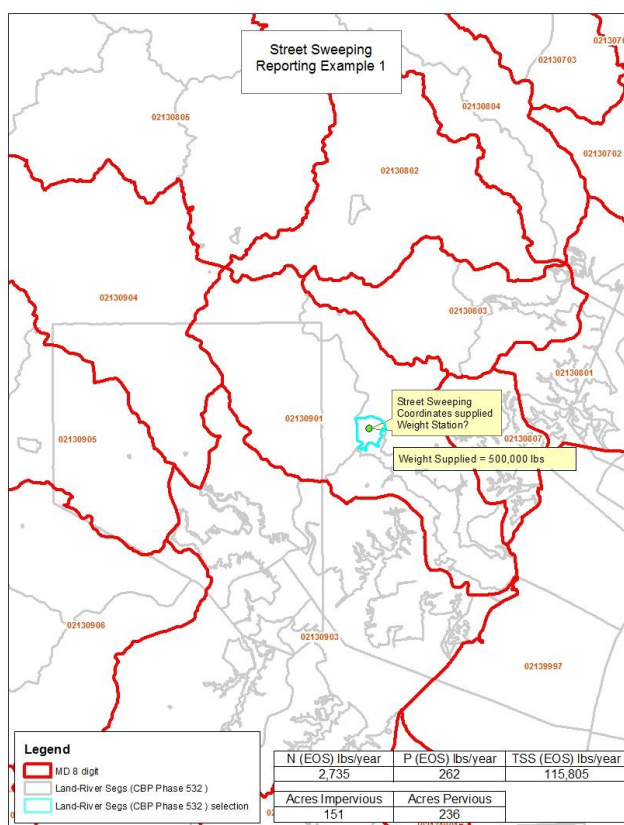 Street Sweeping
Reporting Example 1
02130703
02130804
02130805
02130702
02130802
02130904
02130803
02130801
Street Sweeping
Coordinates supplied
Weight Station?
02130901
02130905
02130807
Weight Supplied = 500,000 lbs
02130906
02130903
02139997
Legend
MD 8 digit
Land-River Segs (CBP Phase 532 )
Land-River Segs (CBP Phase 532 ) selection
N (EOS) lbs/year P (EOS) lbs/year TSS (EOS) lbs/year
2,735 262 115,805
Acres Impervious Acres Pervious
151 236